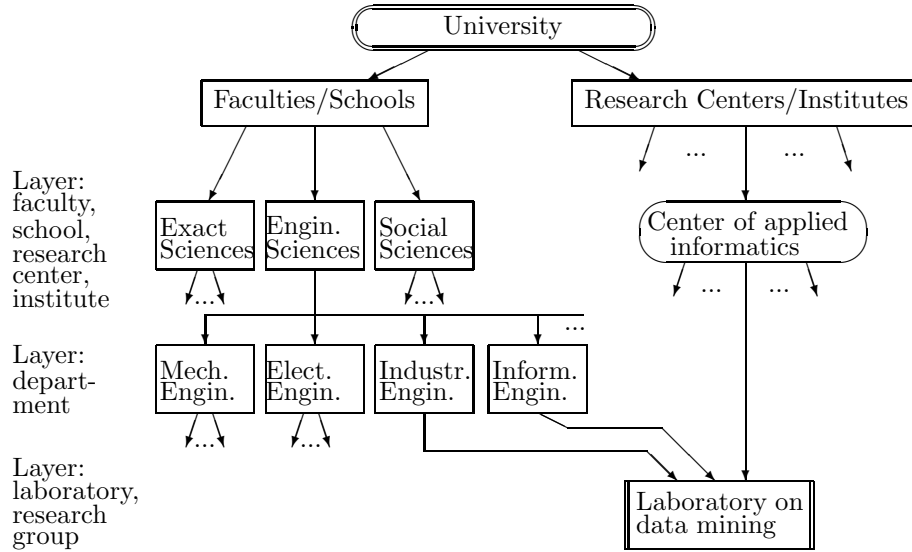 University
Faculties/Schools
Research Centers/Institutes
...
...
Layer:
faculty,
school,
research
center,
institute
Exact
Sciences
Engin.
Sciences
Social
Sciences
Center of applied
informatics
...
...
...
...
...
Layer:
depart-
ment
Mech.
Engin.
Elect.
Engin.
Industr.
Engin.
Inform.
Engin.
...
...
Layer:
laboratory,
research
group
Laboratory on
data mining